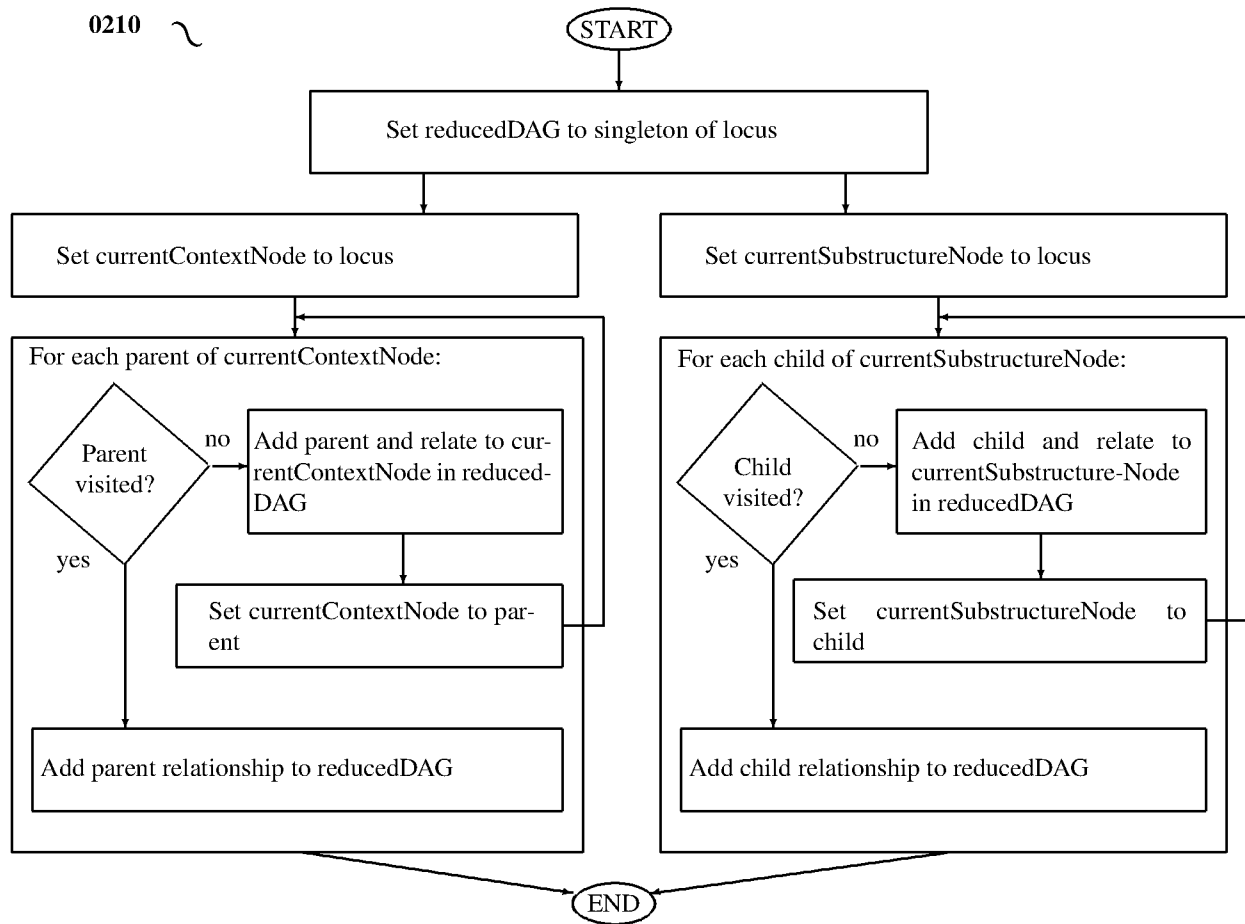 0210
START
Set reducedDAG to singleton of locus
Set currentContextNode to locus
For each parent of currentContextNode:
Parent
visited?
no
Add parent and relate to cur-
rentContextNode in reduced-
DAG
yes
Set currentContextNode to par-
ent
Add parent relationship to reducedDAG
Set currentSubstructureNode to locus
For each child of currentSubstructureNode:
Child
visited?
no
Add child and relate to
currentSubstructure-Node
in reducedDAG
yes
Set currentSubstructureNode to
child
Add child relationship to reducedDAG
END